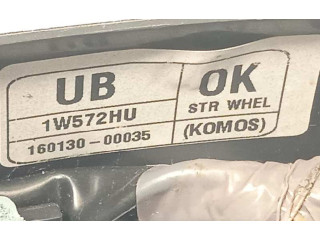 UB OK
1W572HU STR WHEL
160130-00035 (KOMOS)